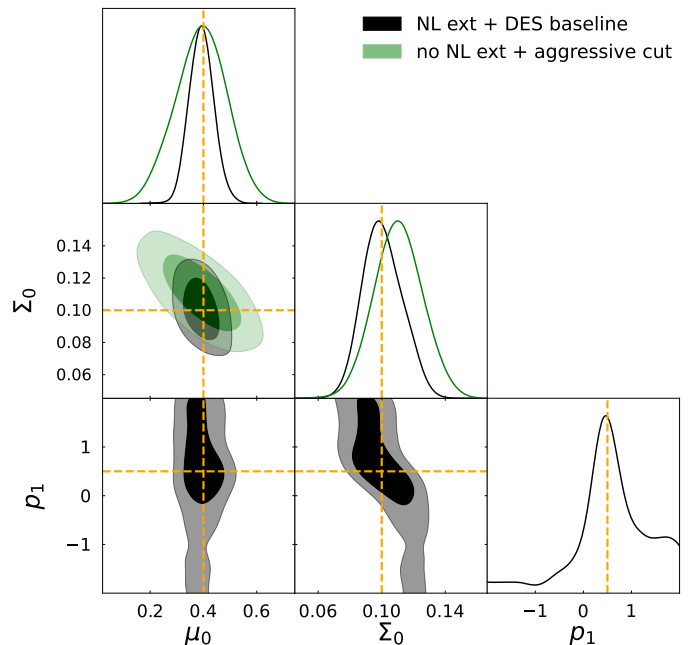 NL ext + DES baseline
no NL ext + aggressive cut
0.14
0.12
0.10
0.08
0.06
Σ₀
1
0
−1
p₁
0.2 0.4 0.6
μ₀
0.06 0.10 0.14
Σ₀
−1 0 1
p₁